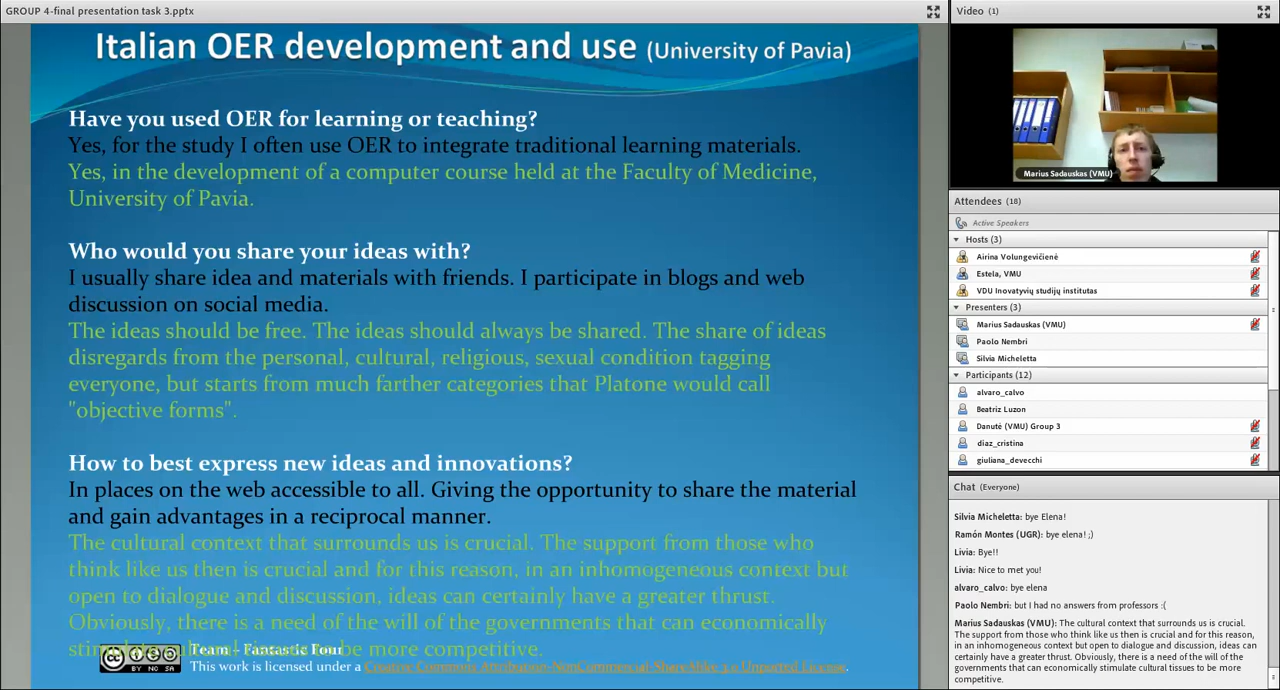 GROUP 4-final presentation task 3.pptx
Italian OER development and use (University of Pavia)
Have you used OER for learning or teaching?
Yes, for the study I often use OER to integrate traditional learning materials.
Yes, in the development of a computer course held at the Faculty of Medicine,
University of Pavia.
Who would you share your ideas with?
I usually share idea and materials with friends. I participate in blogs and web
discussion on social media.
The ideas should be free. The ideas should always be shared. The share of ideas
disregards from the personal, cultural, religious, sexual condition tagging
everyone, but starts from much farther categories that Platone would call
"objective forms".
How to best express new ideas and innovations?
In places on the web accessible to all. Giving the opportunity to share the material
and gain advantages in a reciprocal manner.
The cultural context that surrounds us is crucial. The support from those who
think like us then is crucial and for this reason, in an inhomogeneous context but
open to dialogue and discussion, ideas can certainly have a greater thrust.
Obviously, there is a need of the will of the governments that can economically
be more competitive.
cc BY NC SA
Team - Fantastic Four
This work is licensed under a Creative Commons Attribution-NonCommercial-ShareAlike 3.0 Unported License.
Video (1)
Marius Sadauskas (VMU)
Attendees (18)
Active Speakers
Hosts (3)
Airina Volungevičienė
Estela, VMU
VDU Inovatyvių studijų institutas
Presenters (3)
Marius Sadauskas (VMU)
Paolo Nembri
Silvia Micheletta
Participants (12)
alvaro_calvo
Beatriz Luzon
Danutė (VMU) Group 3
diaz_cristina
giuliana_devecchi
Chat (Everyone)
Silvia Micheletta: bye Elena!
Ramón Montes (UGR): bye elena! ;)
Livia: Bye!!
Livia: Nice to met you!
alvaro_calvo: bye elena
Paolo Nembri: but I had no answers from professors :(
Marius Sadauskas (VMU): The cultural context that surrounds us is crucial.
The support from those who think like us then is crucial and for this reason,
in an inhomogeneous context but open to dialogue and discussion, ideas can
certainly have a greater thrust. Obviously, there is a need of the will of the
governments that can economically stimulate cultural tissues to be more
competitive.